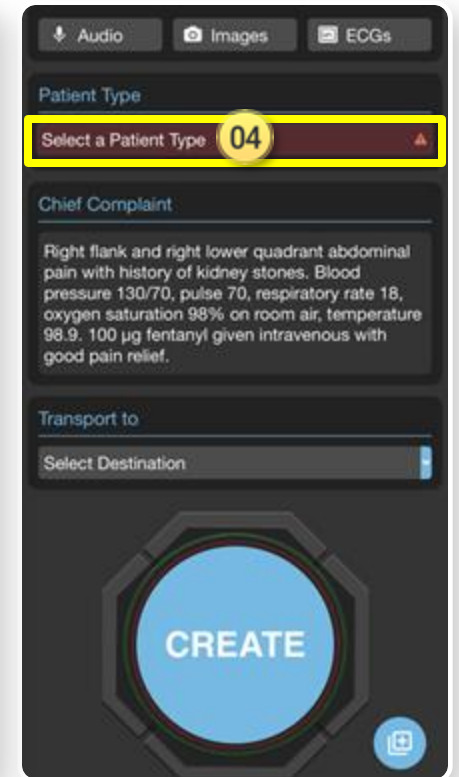 Audio Images ECGs
Patient Type
Select a Patient Type 04
Chief Complaint
Right flank and right lower quadrant abdominal
pain with history of kidney stones. Blood
pressure 130/70, pulse 70, respiratory rate 18,
oxygen saturation 98% on room air, temperature
98.9. 100 µg fentanyl given intravenous with
good pain relief.
Transport to
Select Destination
CREATE